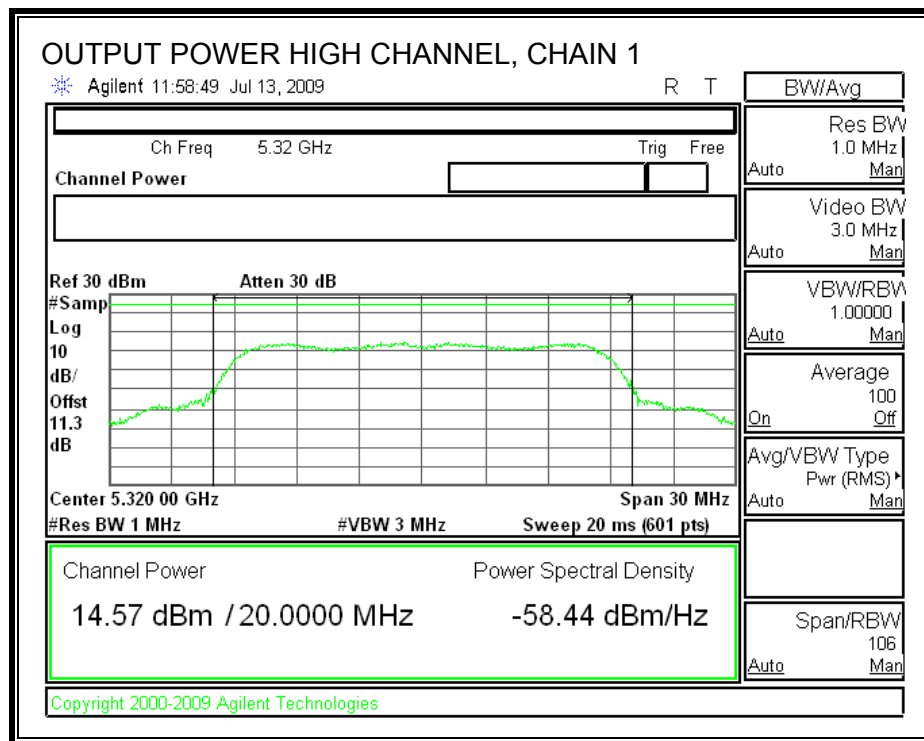 OUTPUT POWER HIGH CHANNEL, CHAIN 1
Agilent 11:58:49 Jul 13, 2009 R T
Ch Freq 5.32 GHz Trig Free
Channel Power
Ref 30 dBm Atten 30 dB
#Samp
Log
10
dB/
Offst
11.3
dB
Center 5.320 00 GHz Span 30 MHz
#Res BW 1 MHz #VBW 3 MHz Sweep 20 ms (601 pts)
Channel Power Power Spectral Density
14.57 dBm / 20.0000 MHz -58.44 dBm/Hz
Copyright 2000-2009 Agilent Technologies
BW/Avg
Res BW
1.0 MHz
Auto Man
Video BW
3.0 MHz
Auto Man
VBW/RBW
1.00000
Auto Man
Average
100
On Off
Avg/VBW Type
Pwr (RMS)
Auto Man
Span/RBW
106
Auto Man